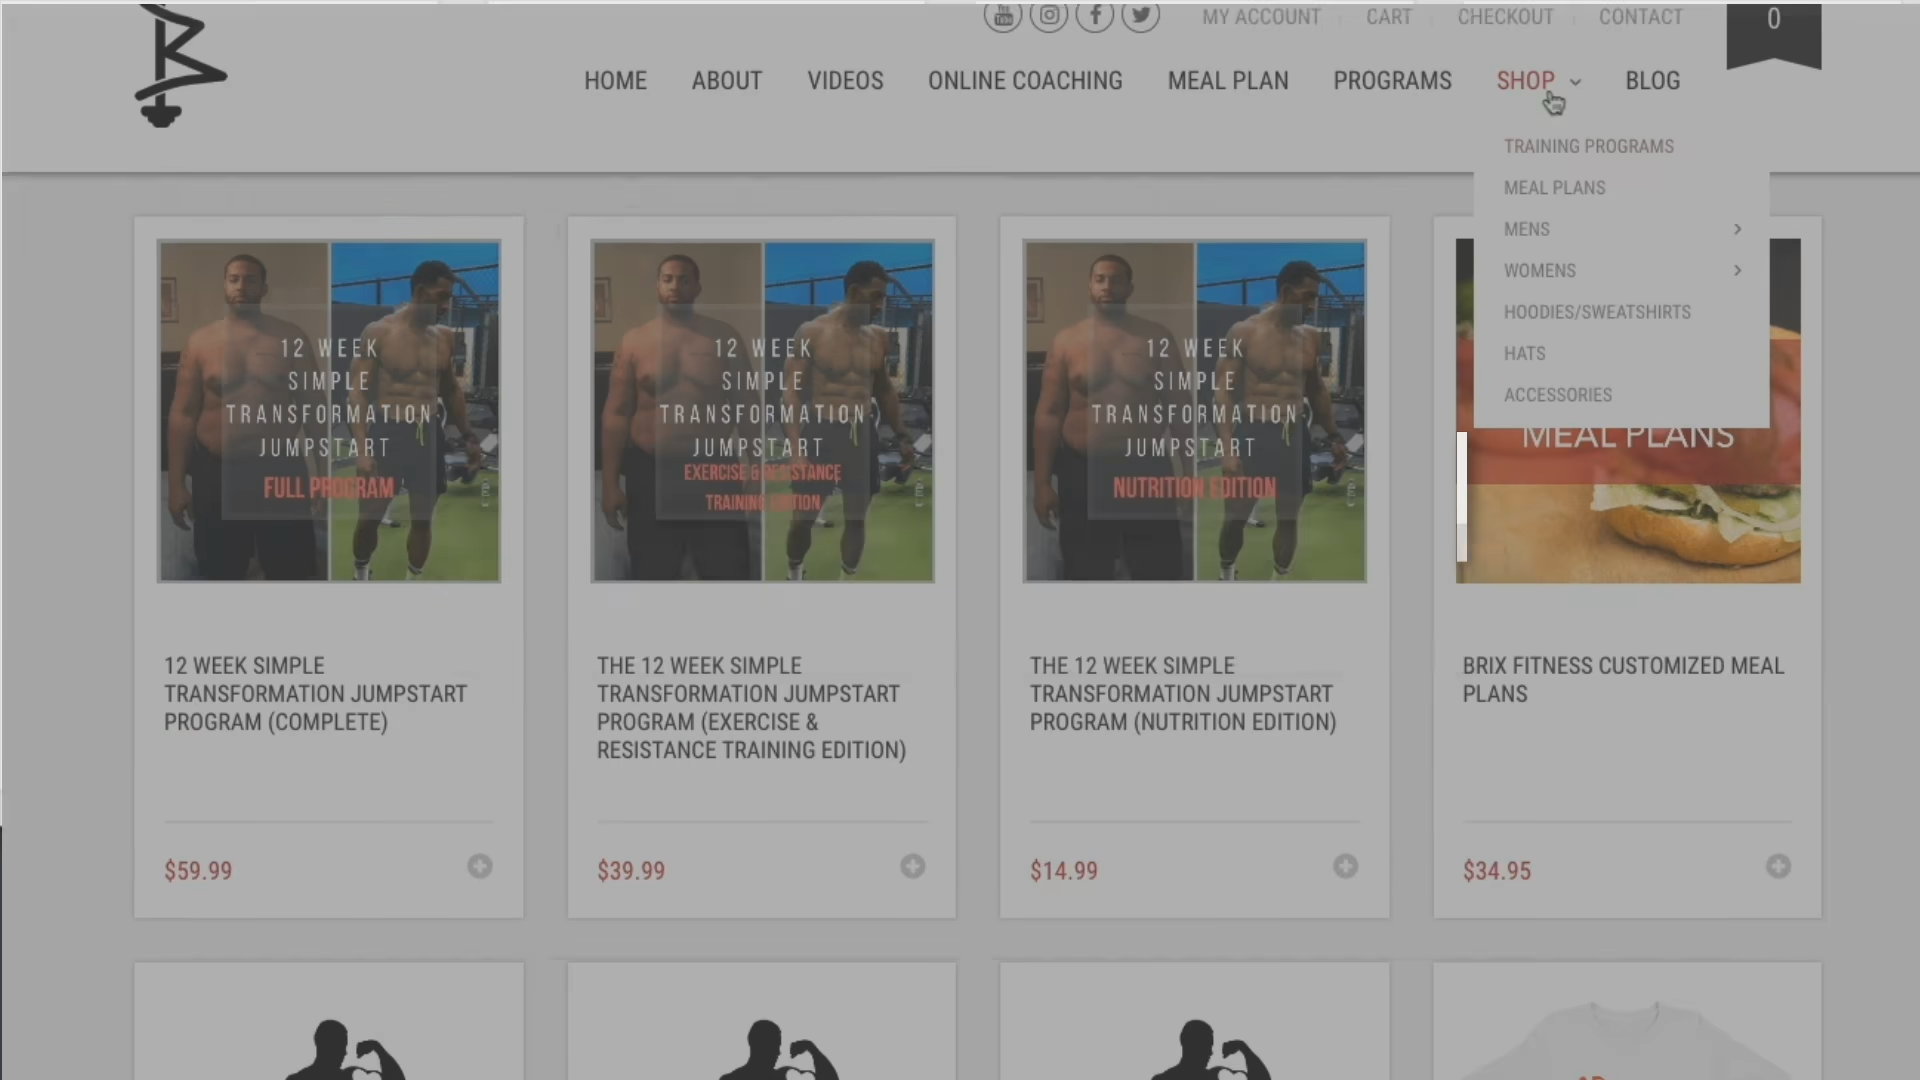 MY ACCOUNT CART CHECKOUT CONTACT 0
HOME ABOUT VIDEOS ONLINE COACHING MEAL PLAN PROGRAMS SHOP BLOG
TRAINING PROGRAMS
MEAL PLANS
MENS
WOMENS
HOODIES/SWEATSHIRTS
HATS
ACCESSORIES
12 WEEK
SIMPLE
TRANSFORMATION
JUMPSTART
FULL PROGRAM
12 WEEK
SIMPLE
TRANSFORMATION
JUMPSTART
EXERCISE & RESISTANCE
TRAINING EDITION
12 WEEK
SIMPLE
TRANSFORMATION
JUMPSTART
NUTRITION EDITION
MEAL PLANS
12 WEEK SIMPLE
TRANSFORMATION JUMPSTART
PROGRAM (COMPLETE)
$59.99
THE 12 WEEK SIMPLE
TRANSFORMATION JUMPSTART
PROGRAM (EXERCISE &
RESISTANCE TRAINING EDITION)
$39.99
THE 12 WEEK SIMPLE
TRANSFORMATION JUMPSTART
PROGRAM (NUTRITION EDITION)
$14.99
BRIX FITNESS CUSTOMIZED MEAL
PLANS
$34.95